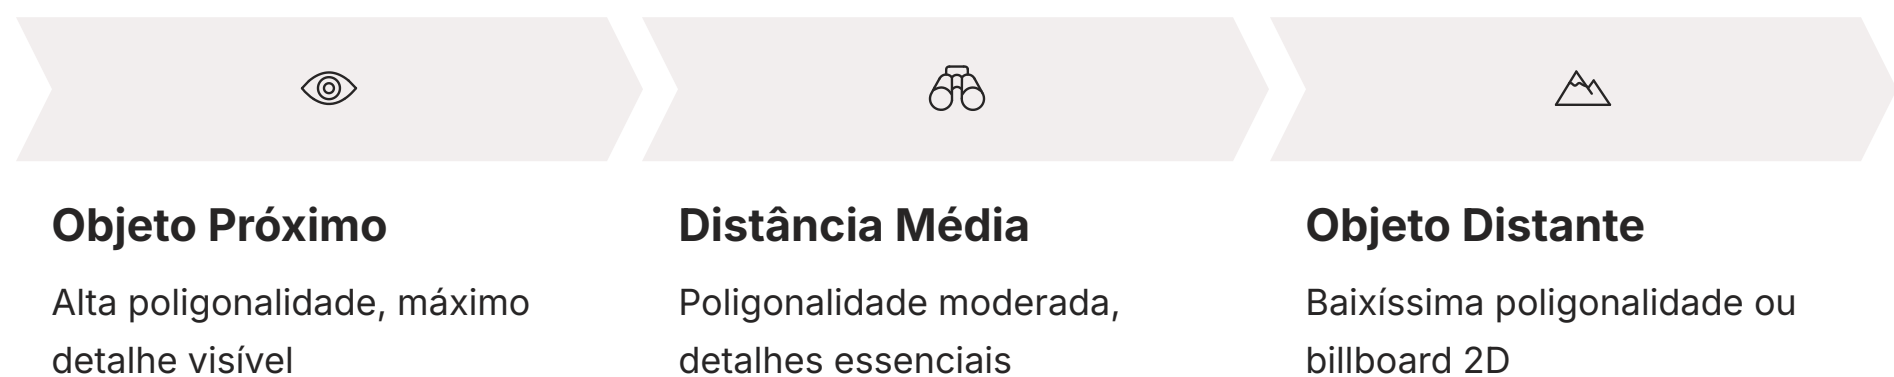 Objeto Próximo
Alta poligonalidade, máximo
detalhe visível
Distância Média
Poligonalidade moderada,
detalhes essenciais
Objeto Distante
Baixíssima poligonalidade ou
billboard 2D